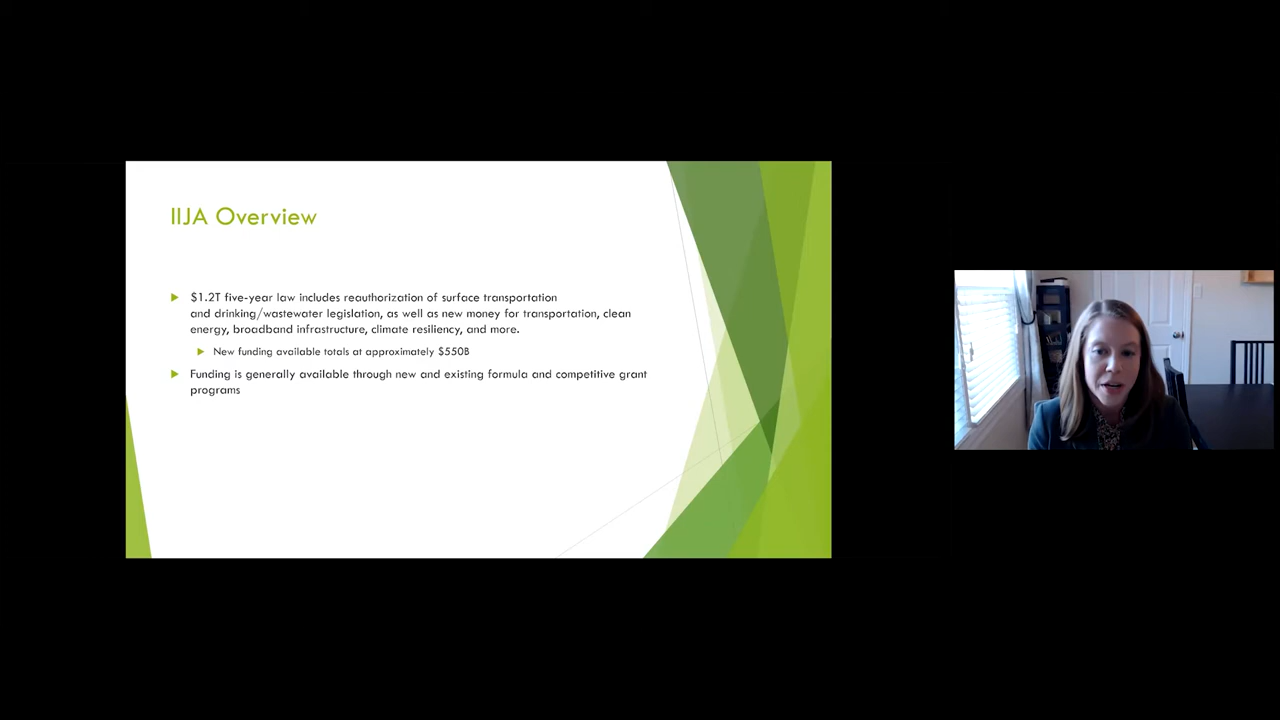 IIJA Overview
$1.2T five-year law includes reauthorization of surface transportation
and drinking/wastewater legislation, as well as new money for transportation, clean
energy, broadband infrastructure, climate resiliency, and more.
New funding available totals at approximately $550B
Funding is generally available through new and existing formula and competitive grant
programs